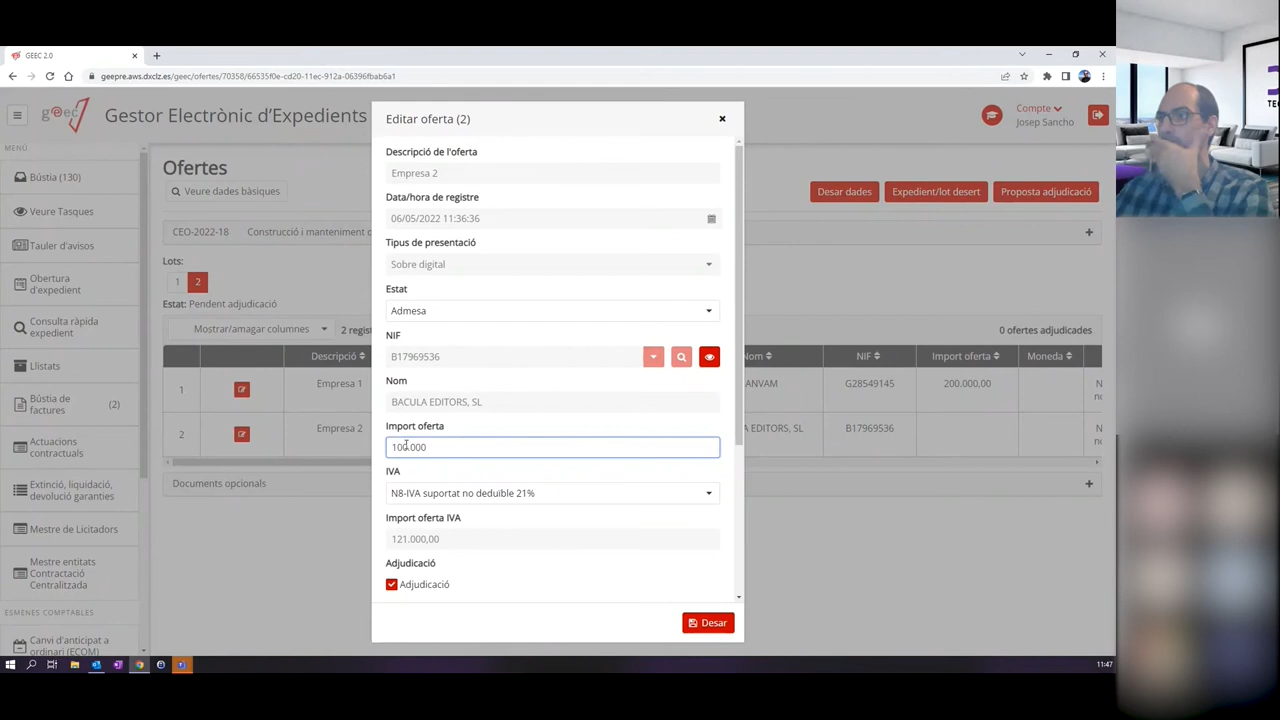 GEEC 2.0
geepre.aws.dxclz.es/geec/ofertes/70358/66535f0e-cd20-11ec-912a-06396fbab6a1
geec
Gestor Electrònic d'Expedients
Compte
Josep Sancho
MENÚ
Bústia (130)
Veure Tasques
Tauler d'avisos
Obertura
d'expedient
Consulta ràpida
expedient
Llistats
Bústia de
factures
(2)
Actuacions
contractuals
Extinció, liquidació,
devolució garanties
Mestre de Licitadors
Mestre entitats
Contractació
Centralitzada
ESMENES COMPTABLES
Canvi d'anticipat a
ordinari (ECOM)
Ofertes
Veure dades bàsiques
Desar dades
Expedient/lot desert
Proposta adjudicació
CEO-2022-18
Construcció i manteniment
Lots:
1
2
Estat: Pendent adjudicació
Mostrar/amagar columnes
0 ofertes adjudicades
Descripció
Nom
NIF
Import oferta
Moneda
1
Empresa 1
ANVAM
G28549145
200.000,00
2
Empresa 2
EDITORS, SL
B17969536
Documents opcionals
Editar oferta (2)
Descripció de l'oferta
Empresa 2
Data/hora de registre
06/05/2022 11:36:36
Tipus de presentació
Sobre digital
Estat
Admesa
NIF
B17969536
Nom
BACULA EDITORS, SL
Import oferta
100.000
IVA
N8-IVA suportat no deduïble 21%
Import oferta IVA
121.000,00
Adjudicació
Adjudicació
Desar
11:47